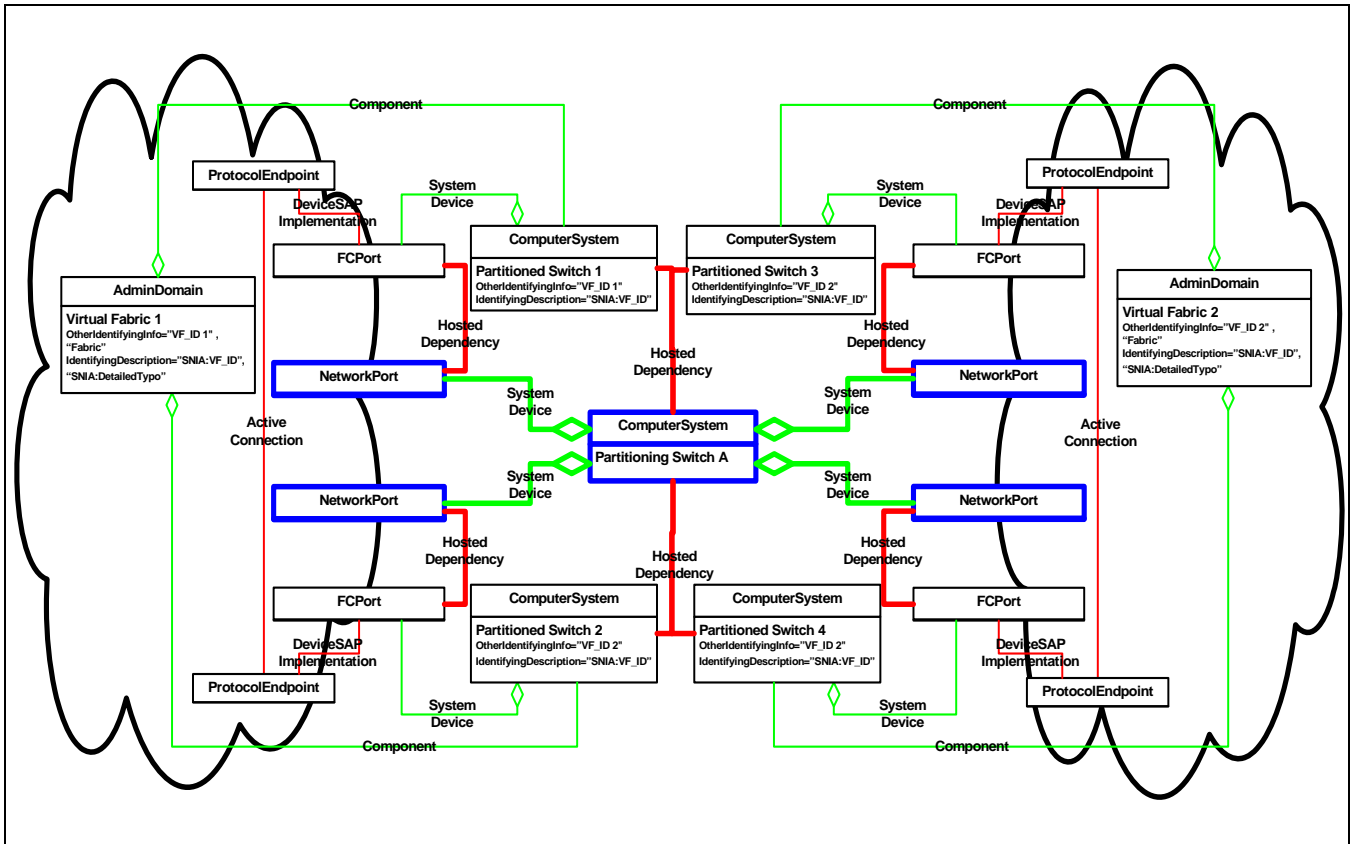 Component
Component
ProtocolEndpoint
ProtocolEndpoint
System
Device
System
Device
DeviceSAP
Implementation
DeviceSAP
Implementation
ComputerSystem
Partitioned Switch 1
OtherIdentifyingInfo="VF_ID 1"
IdentifyingDescription="SNIA:VF_ID"
ComputerSystem
Partitioned Switch 3
OtherIdentifyingInfo="VF_ID 2"
IdentifyingDescription="SNIA:VF_ID"
FCPort
FCPort
AdminDomain
Virtual Fabric 1
OtherIdentifyingInfo="VF_ID 1" ,
“Fabric”
IdentifyingDescription="SNIA:VF_ID",
“SNIA:DetailedTypo”
AdminDomain
Virtual Fabric 2
OtherIdentifyingInfo="VF_ID 2" ,
“Fabric”
IdentifyingDescription="SNIA:VF_ID",
“SNIA:DetailedTypo”
Hosted
Dependency
Hosted
Dependency
Hosted
Dependency
NetworkPort
NetworkPort
System
Device
System
Device
Active
Connection
ComputerSystem
Partitioning Switch A
Active
Connection
System
Device
System
Device
NetworkPort
NetworkPort
Hosted
Dependency
Hosted
Dependency
Hosted
Dependency
FCPort
FCPort
ComputerSystem
Partitioned Switch 2
OtherIdentifyingInfo="VF_ID 2"
IdentifyingDescription="SNIA:VF_ID"
ComputerSystem
Partitioned Switch 4
OtherIdentifyingInfo="VF_ID 2"
IdentifyingDescription="SNIA:VF_ID"
DeviceSAP
Implementation
DeviceSAP
Implementation
ProtocolEndpoint
ProtocolEndpoint
System
Device
System
Device
Component
Component